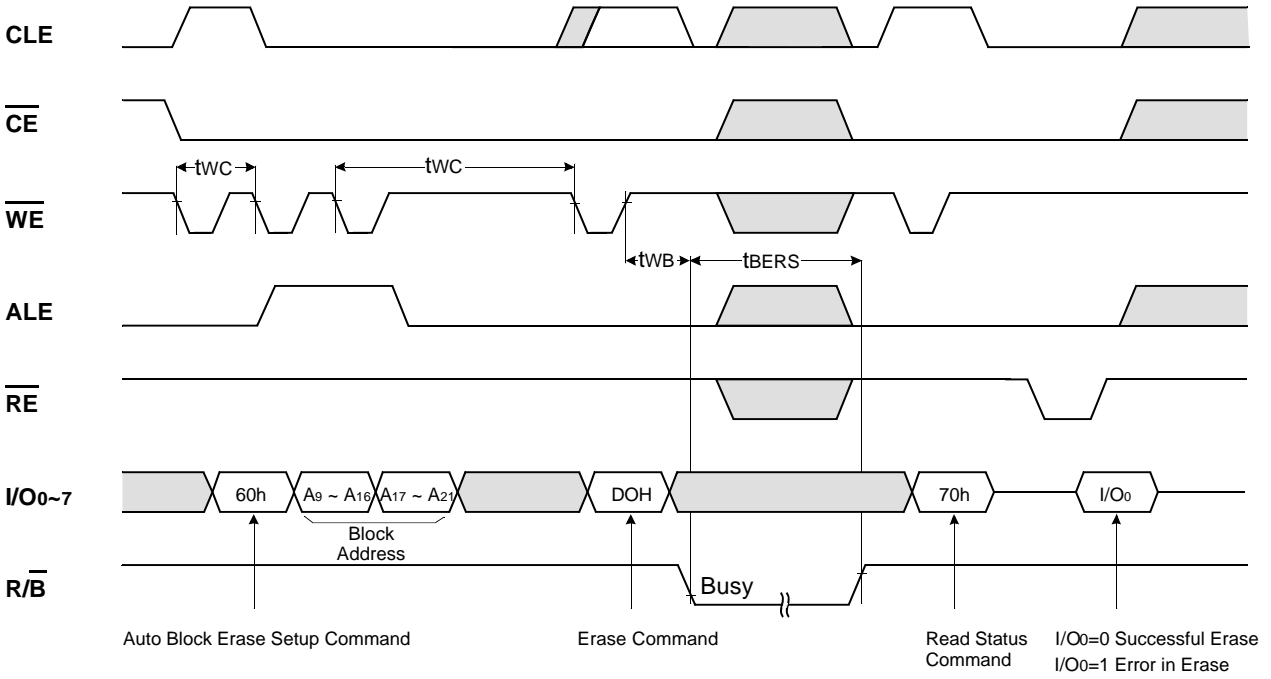 CLE
CE
tWC
tWC
WE
tWB
tBERS
ALE
RE
I/O0~7
60h
A9 ~ A16
A17 ~ A21
DOH
70h
I/O0
Block
Address
R/B
Busy
Auto Block Erase Setup Command
Erase Command
Read Status
Command
I/O0=0 Successful Erase
I/O0=1 Error in Erase